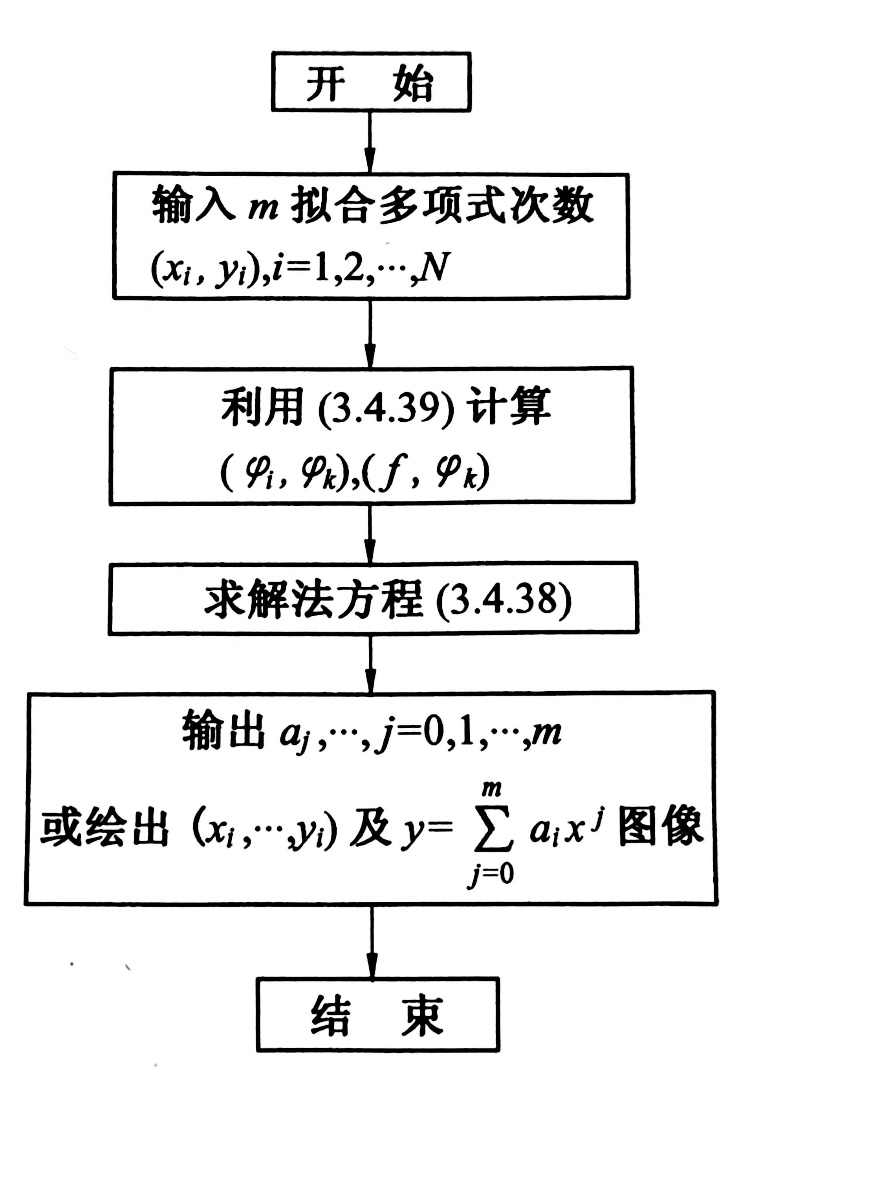 开 始
输入 m 拟合多项式次数
(xi, yi),i=1,2,…,N
利用 (3.4.39) 计算
( φi, φk),(f, φk)
求解法方程 (3.4.38)
输出 aj ,…, j=0,1,…,m
或绘出 (xi ,…,yi) 及 y= m∑j=0 ai x^j 图像
结 束